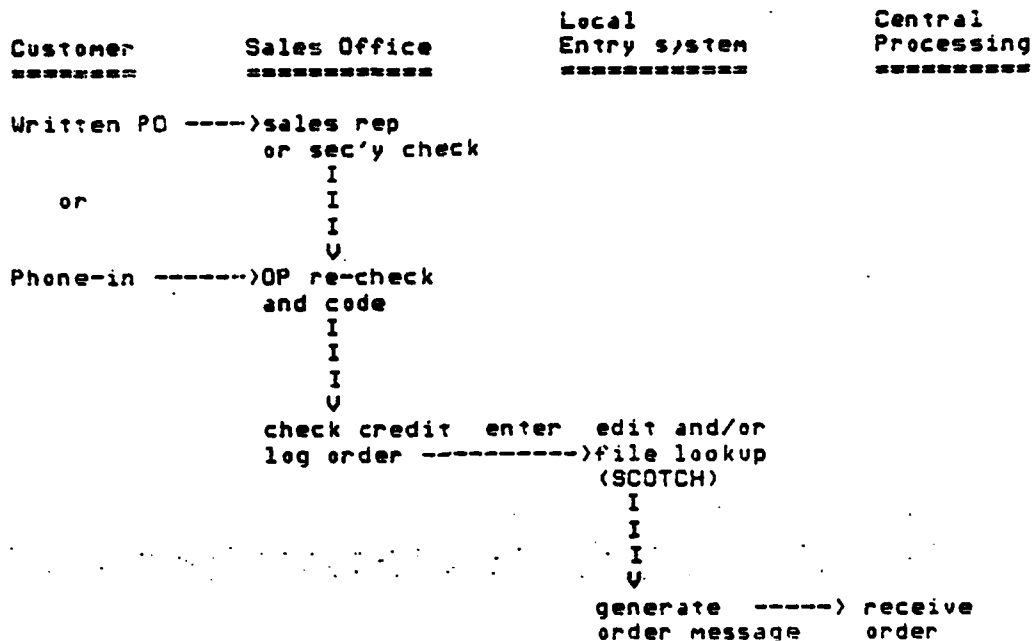 Local Central
Customer Sales Office Entry system Processing
======== ============ ============ ==========
Written PO ---->sales rep
or sec'y check
I
or I
I
V
Phone-in ------>OP re-check
and code
I
I
I
V
check credit enter edit and/or
log order ---------->file lookup
(SCOTCH)
I
I
I
V
generate -----> receive
order message order